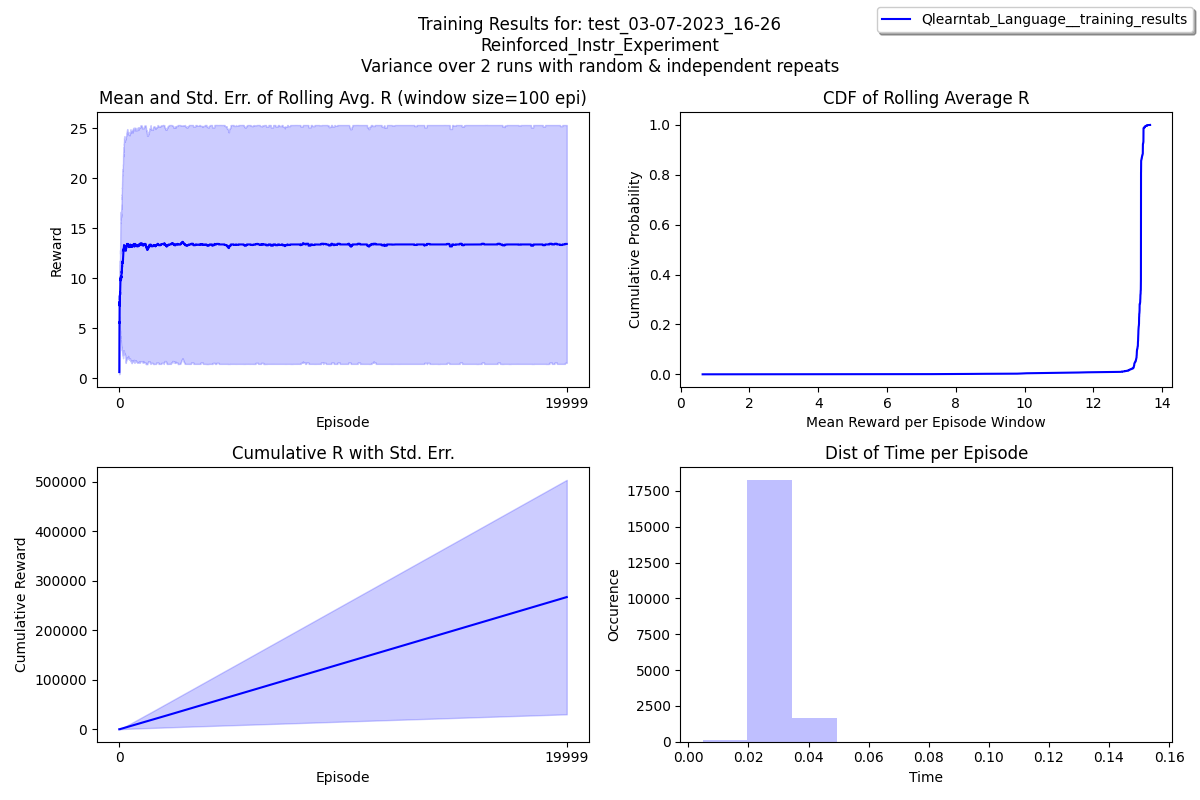 Training Results for: test_03-07-2023_16-26
Reinforced_Instr_Experiment
Variance over 2 runs with random & independent repeats
Qlearntab_Language__training_results
Mean and Std. Err. of Rolling Avg. R (window size=100 epi)
25
20
15
10
5
0
Reward
0 19999
Episode
CDF of Rolling Average R
1.0
0.8
0.6
0.4
0.2
0.0
Cumulative Probability
0 2 4 6 8 10 12 14
Mean Reward per Episode Window
Cumulative R with Std. Err.
500000
400000
300000
200000
100000
0
Cumulative Reward
0 19999
Episode
Dist of Time per Episode
17500
15000
12500
10000
7500
5000
2500
0
Occurence
0.00 0.02 0.04 0.06 0.08 0.10 0.12 0.14 0.16
Time